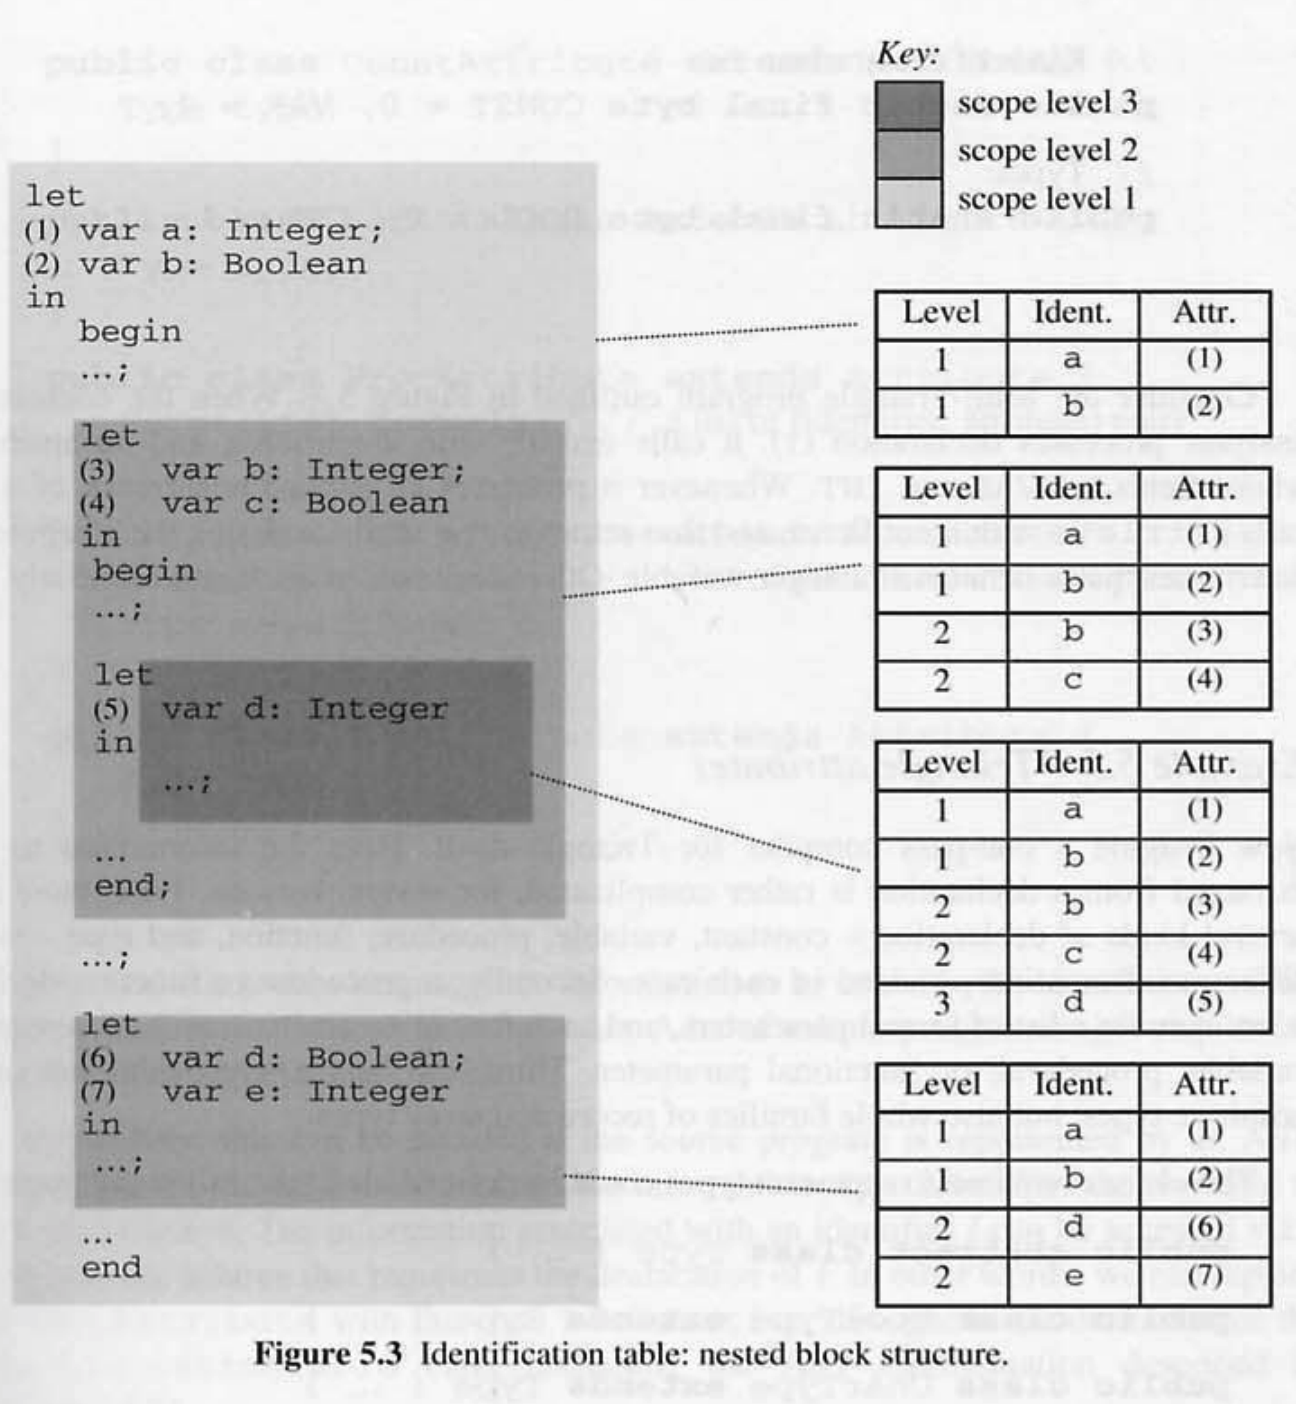 Key:
scope level 3
scope level 2
scope level 1
let
(1) var a: Integer;
(2) var b: Boolean
in
begin
...;
let
(3) var b: Integer;
(4) var c: Boolean
in
begin
...;
let
(5) var d: Integer
in
...;
...
end;
...;
let
(6) var d: Boolean;
(7) var e: Integer
in
...;
...
end
Level Ident. Attr.
1 a (1)
1 b (2)
Level Ident. Attr.
1 a (1)
1 b (2)
2 b (3)
2 c (4)
Level Ident. Attr.
1 a (1)
1 b (2)
2 b (3)
2 c (4)
3 d (5)
Level Ident. Attr.
1 a (1)
1 b (2)
2 d (6)
2 e (7)
Figure 5.3 Identification table: nested block structure.